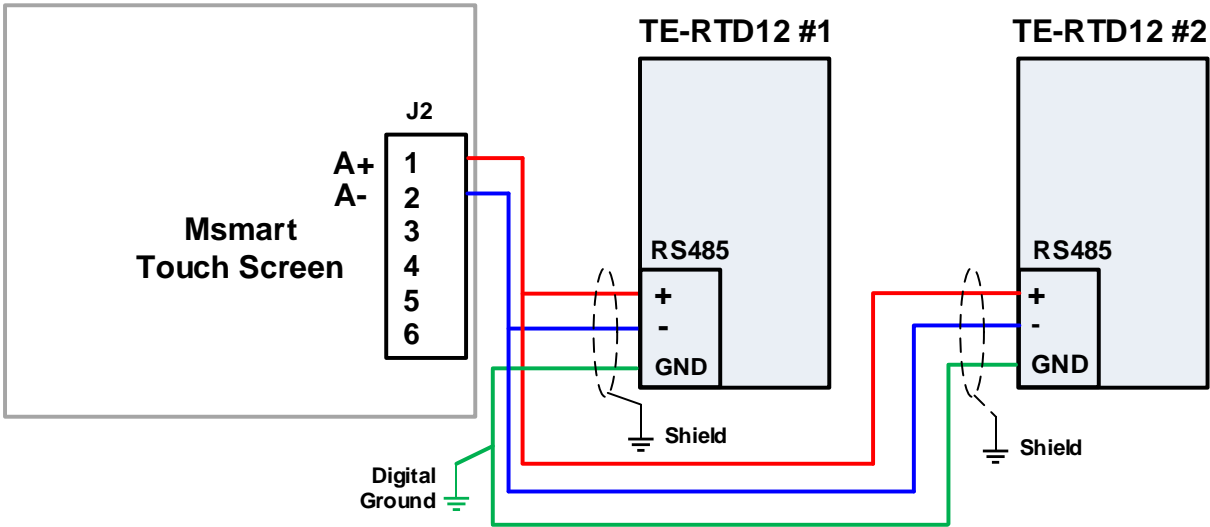 TE-RTD12 #1
TE-RTD12 #2
J2
A+
1
A-
2
3
4
5
6
Msmart
Touch Screen
RS485
+
-
GND
RS485
+
-
GND
Shield
Shield
Digital
Ground